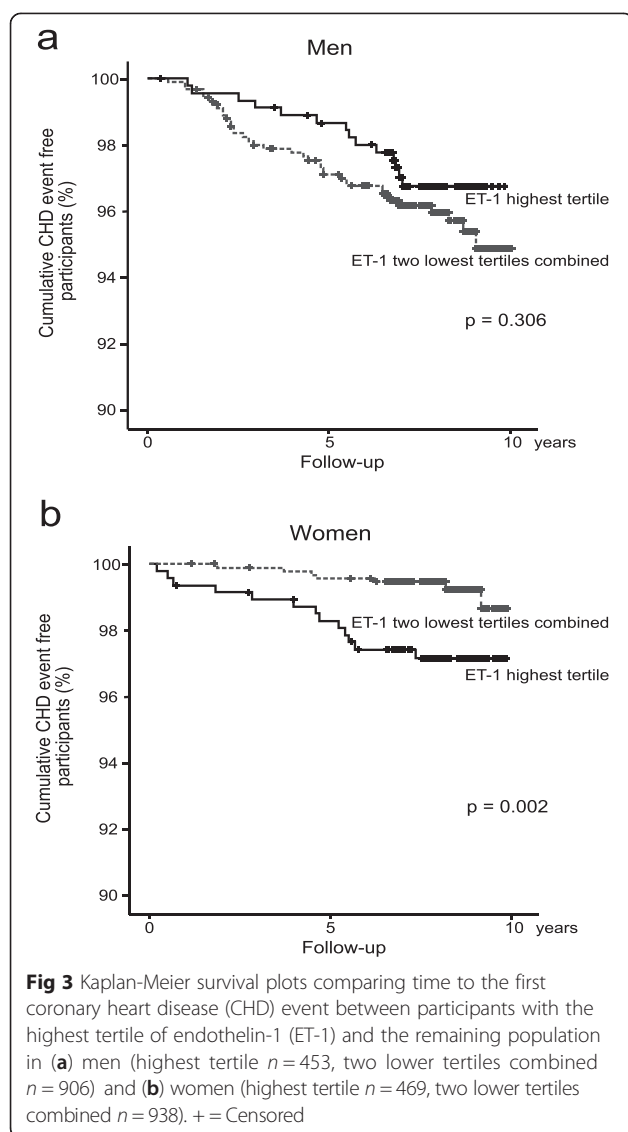 a
Men
100
98
96
94
92
90
Cumulative CHD event free
participants (%)
ET-1 highest tertile
ET-1 two lowest tertiles combined
p = 0.306
0
5
10
years
Follow-up
b
Women
100
98
96
94
92
90
Cumulative CHD event free
participants (%)
ET-1 two lowest tertiles combined
ET-1 highest tertile
p = 0.002
0
5
10
years
Follow-up
Fig 3 Kaplan-Meier survival plots comparing time to the first
coronary heart disease (CHD) event between participants with the
highest tertile of endothelin-1 (ET-1) and the remaining population
in (a) men (highest tertile n = 453, two lower tertiles combined
n = 906) and (b) women (highest tertile n = 469, two lower tertiles
combined n = 938). + = Censored